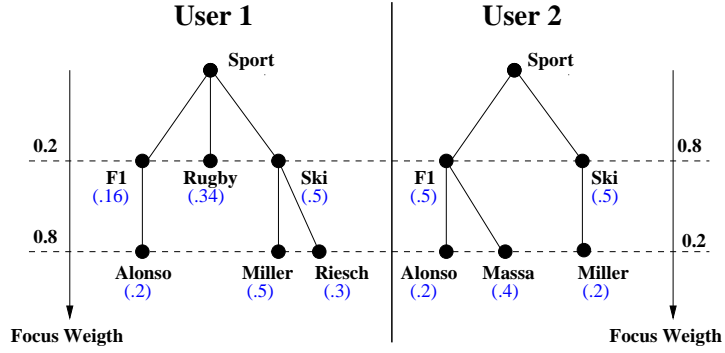 User 1
User 2
Sport
Sport
0.2
0.8
F1
Rugby
Ski
F1
Ski
(.16)
(.34)
(.5)
(.5)
(.5)
0.8
0.2
Alonso
Miller
Riesch
Alonso
Massa
Miller
(.2)
(.5)
(.3)
(.2)
(.4)
(.2)
Focus Weigth
Focus Weigth